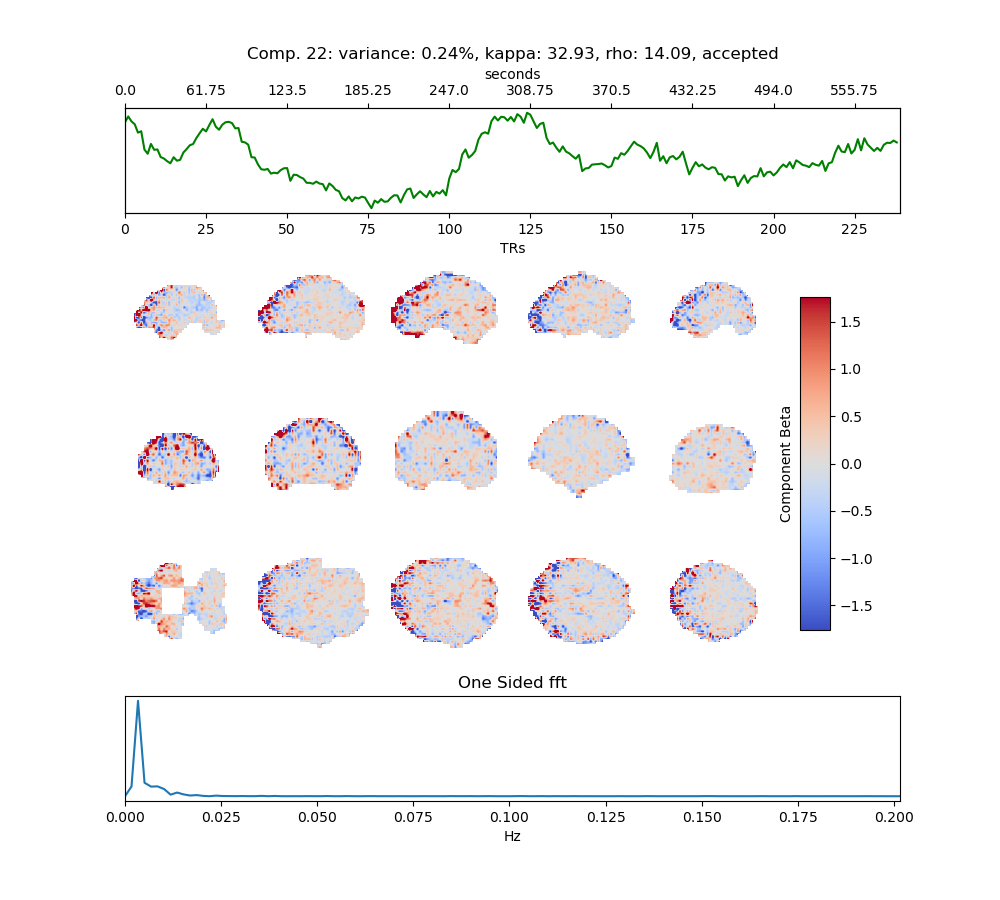 Comp. 22: variance: 0.24%, kappa: 32.93, rho: 14.09, accepted
seconds
0.0 61.75 123.5 185.25 247.0 308.75 370.5 432.25 494.0 555.75
0 25 50 75 100 125 150 175 200 225
TRs
1.5
1.0
0.5
0.0
−0.5
−1.0
−1.5
Component Beta
One Sided fft
0.000 0.025 0.050 0.075 0.100 0.125 0.150 0.175 0.200
Hz